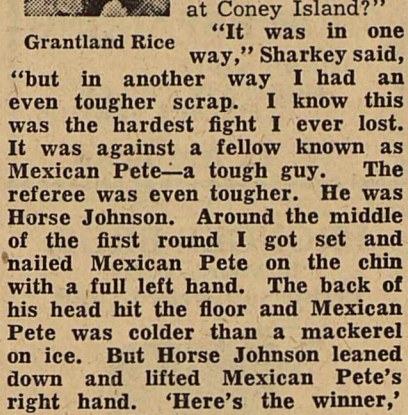 at Coney Island?"
Grantland Rice
"It was in one
way," Sharkey said,
"but in another way I had an
even tougher scrap. I know this
was the hardest fight I ever lost.
It was against a fellow known as
Mexican Pete—a tough guy. The
referee was even tougher. He was
Horse Johnson. Around the middle
of the first round I got set and
nailed Mexican Pete on the chin
with a full left hand. The back of
his head hit the floor and Mexican
Pete was colder than a mackerel
on ice. But Horse Johnson leaned
down and lifted Mexican Pete's
right hand. 'Here's the winner,'